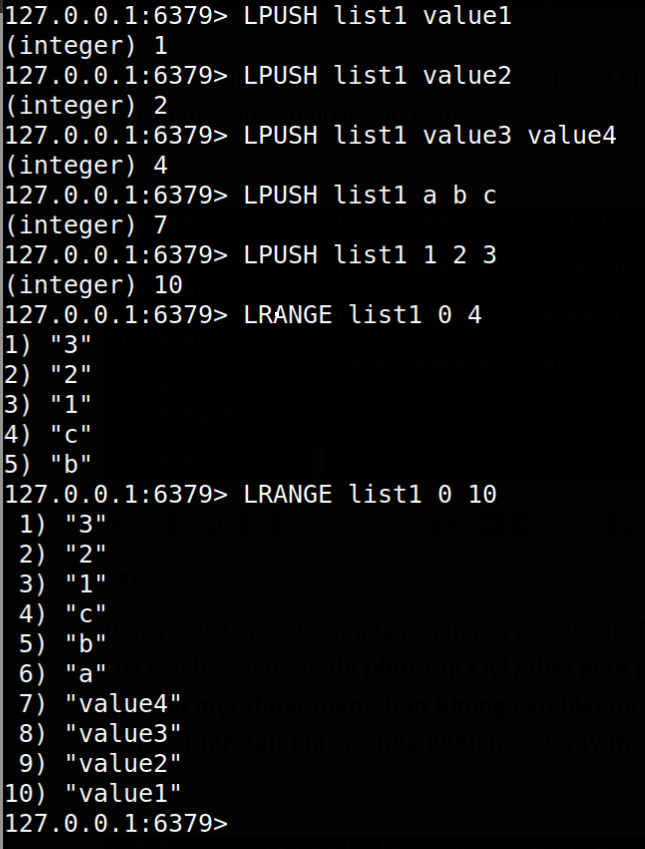 127.0.0.1:6379> LPUSH list1 value1
(integer) 1
127.0.0.1:6379> LPUSH list1 value2
(integer) 2
127.0.0.1:6379> LPUSH list1 value3 value4
(integer) 4
127.0.0.1:6379> LPUSH list1 a b c
(integer) 7
127.0.0.1:6379> LPUSH list1 1 2 3
(integer) 10
127.0.0.1:6379> LRANGE list1 0 4
1) "3"
2) "2"
3) "1"
4) "c"
5) "b"
127.0.0.1:6379> LRANGE list1 0 10
1) "3"
2) "2"
3) "1"
4) "c"
5) "b"
6) "a"
7) "value4"
8) "value3"
9) "value2"
10) "value1"
127.0.0.1:6379>